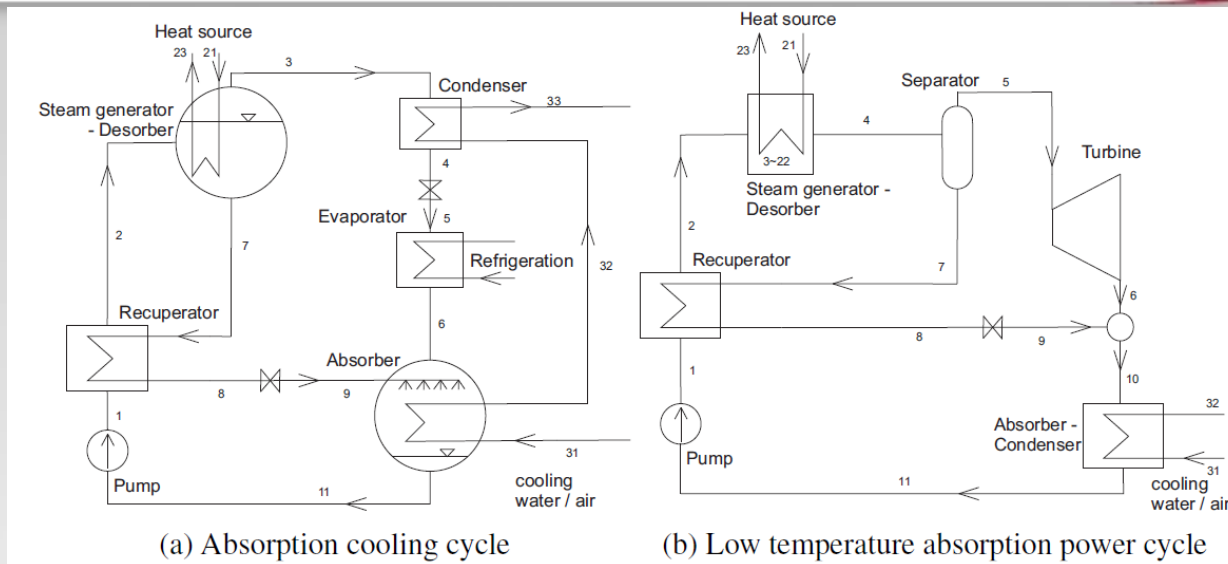 Heat source
23
21
3
Condenser
33
Steam generator
- Desorber
4
Evaporator
5
Refrigeration
32
2
7
Recuperator
6
Absorber
8
9
1
31
Pump
cooling
water / air
11
(a) Absorption cooling cycle
Heat source
23
21
Separator
5
4
Turbine
3~22
Steam generator -
Desorber
2
Recuperator
7
6
8
9
1
10
32
Absorber -
Condenser
Pump
31
cooling
water / air
11
(b) Low temperature absorption power cycle